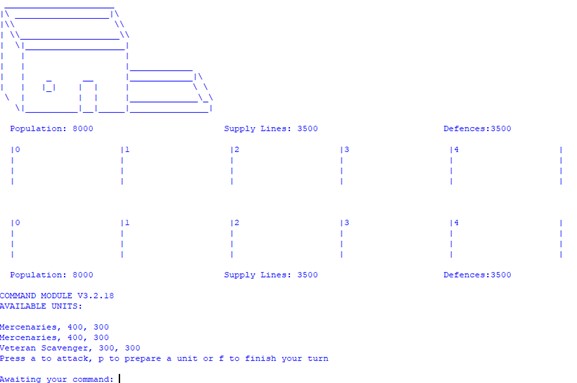 Population: 8000 Supply Lines: 3500 Defences:3500
|0 |1 |2 |3 |4 |
|0 |1 |2 |3 |4 |
Population: 8000 Supply Lines: 3500 Defences:3500
COMMAND MODULE V3.2.18
AVAILABLE UNITS:
Mercenaries, 400, 300
Mercenaries, 400, 300
Veteran Scavenger, 300, 300
Press a to attack, p to prepare a unit or f to finish your turn
Awaiting your command: